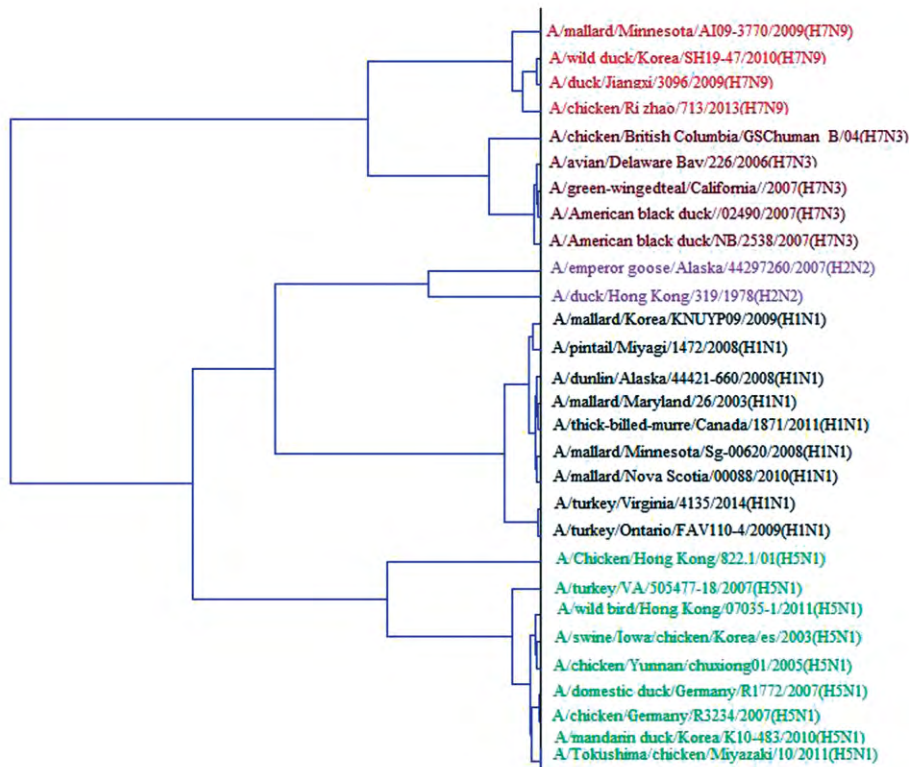 A/mallard/Minnesota/AI09-3770/2009(H7N9)
A/wild duck/Korea/SH19-47/2010(H7N9)
A/duck/Jiangxi/3096/2009(H7N9)
A/chicken/Ri zhao/713/2013(H7N9)
A/chicken/British Columbia/GSChuman B/04(H7N3)
A/avian/Delaware Bay/226/2006(H7N3)
A/green-wingedteal/California//2007(H7N3)
A/American black duck//02490/2007(H7N3)
A/American black duck/NB/2538/2007(H7N3)
A/emperor goose/Alaska/44297260/2007(H2N2)
A/duck/Hong Kong/319/1978(H2N2)
A/mallard/Korea/KNUYP09/2009(H1N1)
A/pintail/Miyagi/1472/2008(H1N1)
A/dunlin/Alaska/44421-660/2008(H1N1)
A/mallard/Maryland/26/2003(H1N1)
A/thick-billed-murre/Canada/1871/2011(H1N1)
A/mallard/Minnesota/Sg-00620/2008(H1N1)
A/mallard/Nova Scotia/00088/2010(H1N1)
A/turkey/Virginia/4135/2014(H1N1)
A/turkey/Ontario/FAV110-4/2009(H1N1)
A/Chicken/Hong Kong/822.1/01(H5N1)
A/turkey/VA/505477-18/2007(H5N1)
A/wild bird/Hong Kong/07035-1/2011(H5N1)
A/swine/Iowa/chicken/Korea/es/2003(H5N1)
A/chicken/Yunnan/chuxiong01/2005(H5N1)
A/domestic duck/Germany/R1772/2007(H5N1)
A/chicken/Germany/R3234/2007(H5N1)
A/mandarin duck/Korea/K10-483/2010(H5N1)
A/Tokushima/chicken/Miyazaki/10/2011(H5N1)